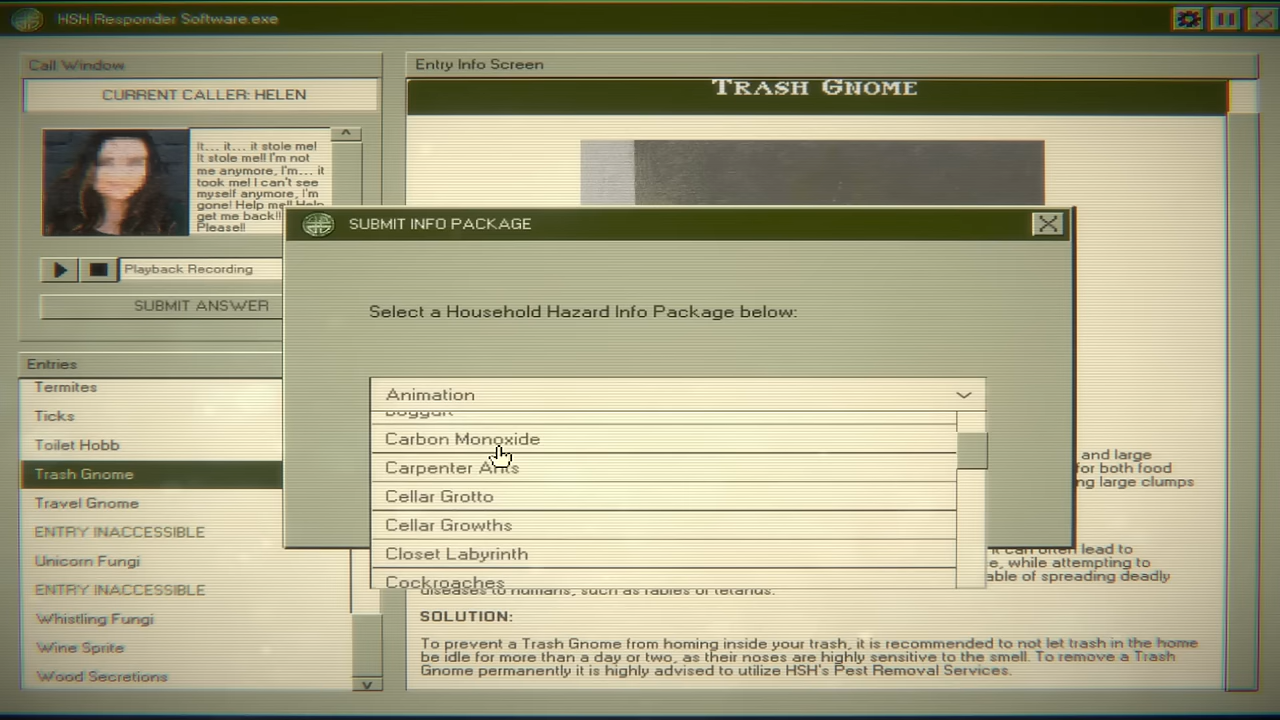 HSH Responder Software.exe
Call Window
CURRENT CALLER: HELEN
It... it... it stole me!
It stole me!! I'm not
me anymore, I'm... it
took me! I can't see
myself anymore, I'm
gone! Help me!! Help
get me back!!
Please!!
Playback Recording
SUBMIT ANSWER
Entries
Termites
Ticks
Toilet Hobb
Trash Gnome
Travel Gnome
ENTRY INACCESSIBLE
Unicorn Fungi
ENTRY INACCESSIBLE
Whistling Fungi
Wine Sprite
Wood Secretions
Entry Info Screen
TRASH GNOME
SUBMIT INFO PACKAGE
Select a Household Hazard Info Package below:
Animation
Boggart
Carbon Monoxide
Carpenter Ants
Cellar Grotto
Cellar Growths
Closet Labyrinth
Cockroaches
and large
for both food
ng large clumps
it can often lead to
e, while attempting to
able of spreading deadly
diseases to humans, such as rabies or tetanus.
SOLUTION:
To prevent a Trash Gnome from homing inside your trash, it is recommended to not let trash in the home
be idle for more than a day or two, as their noses are highly sensitive to the smell. To remove a Trash
Gnome permanently it is highly advised to utilize HSH's Pest Removal Services.